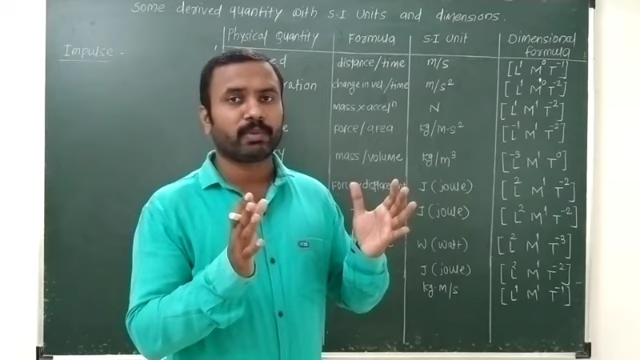 Some derived quantity with S.I Units and dimensions.
Impulse -
Physical Quantity Formula S.I Unit Dimensional formula
distance/time m/s [L¹ M⁰ T⁻¹]
change in vel./time m/s² [L¹ M⁰ T⁻²]
mass × accelⁿ N [L¹ M¹ T⁻²]
force/area kg/m-s² [L⁻¹ M¹ T⁻²]
mass/volume kg/m³ [L⁻³ M¹ T⁰]
J (joule) [L² M¹ T⁻²]
J (joule) [L² M¹ T⁻²]
W (watt) [L² M¹ T⁻³]
J (joule) [L² M¹ T⁻²]
kg.m/s [L¹ M¹ T⁻¹]